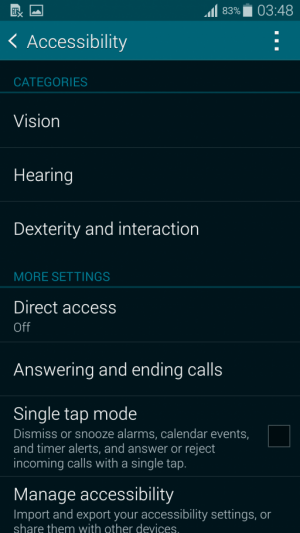 83% 03:48
Accessibility
CATEGORIES
Vision
Hearing
Dexterity and interaction
MORE SETTINGS
Direct access
Off
Answering and ending calls
Single tap mode
Dismiss or snooze alarms, calendar events,
and timer alerts, and answer or reject
incoming calls with a single tap.
Manage accessibility
Import and export your accessibility settings, or
share them with other devices.